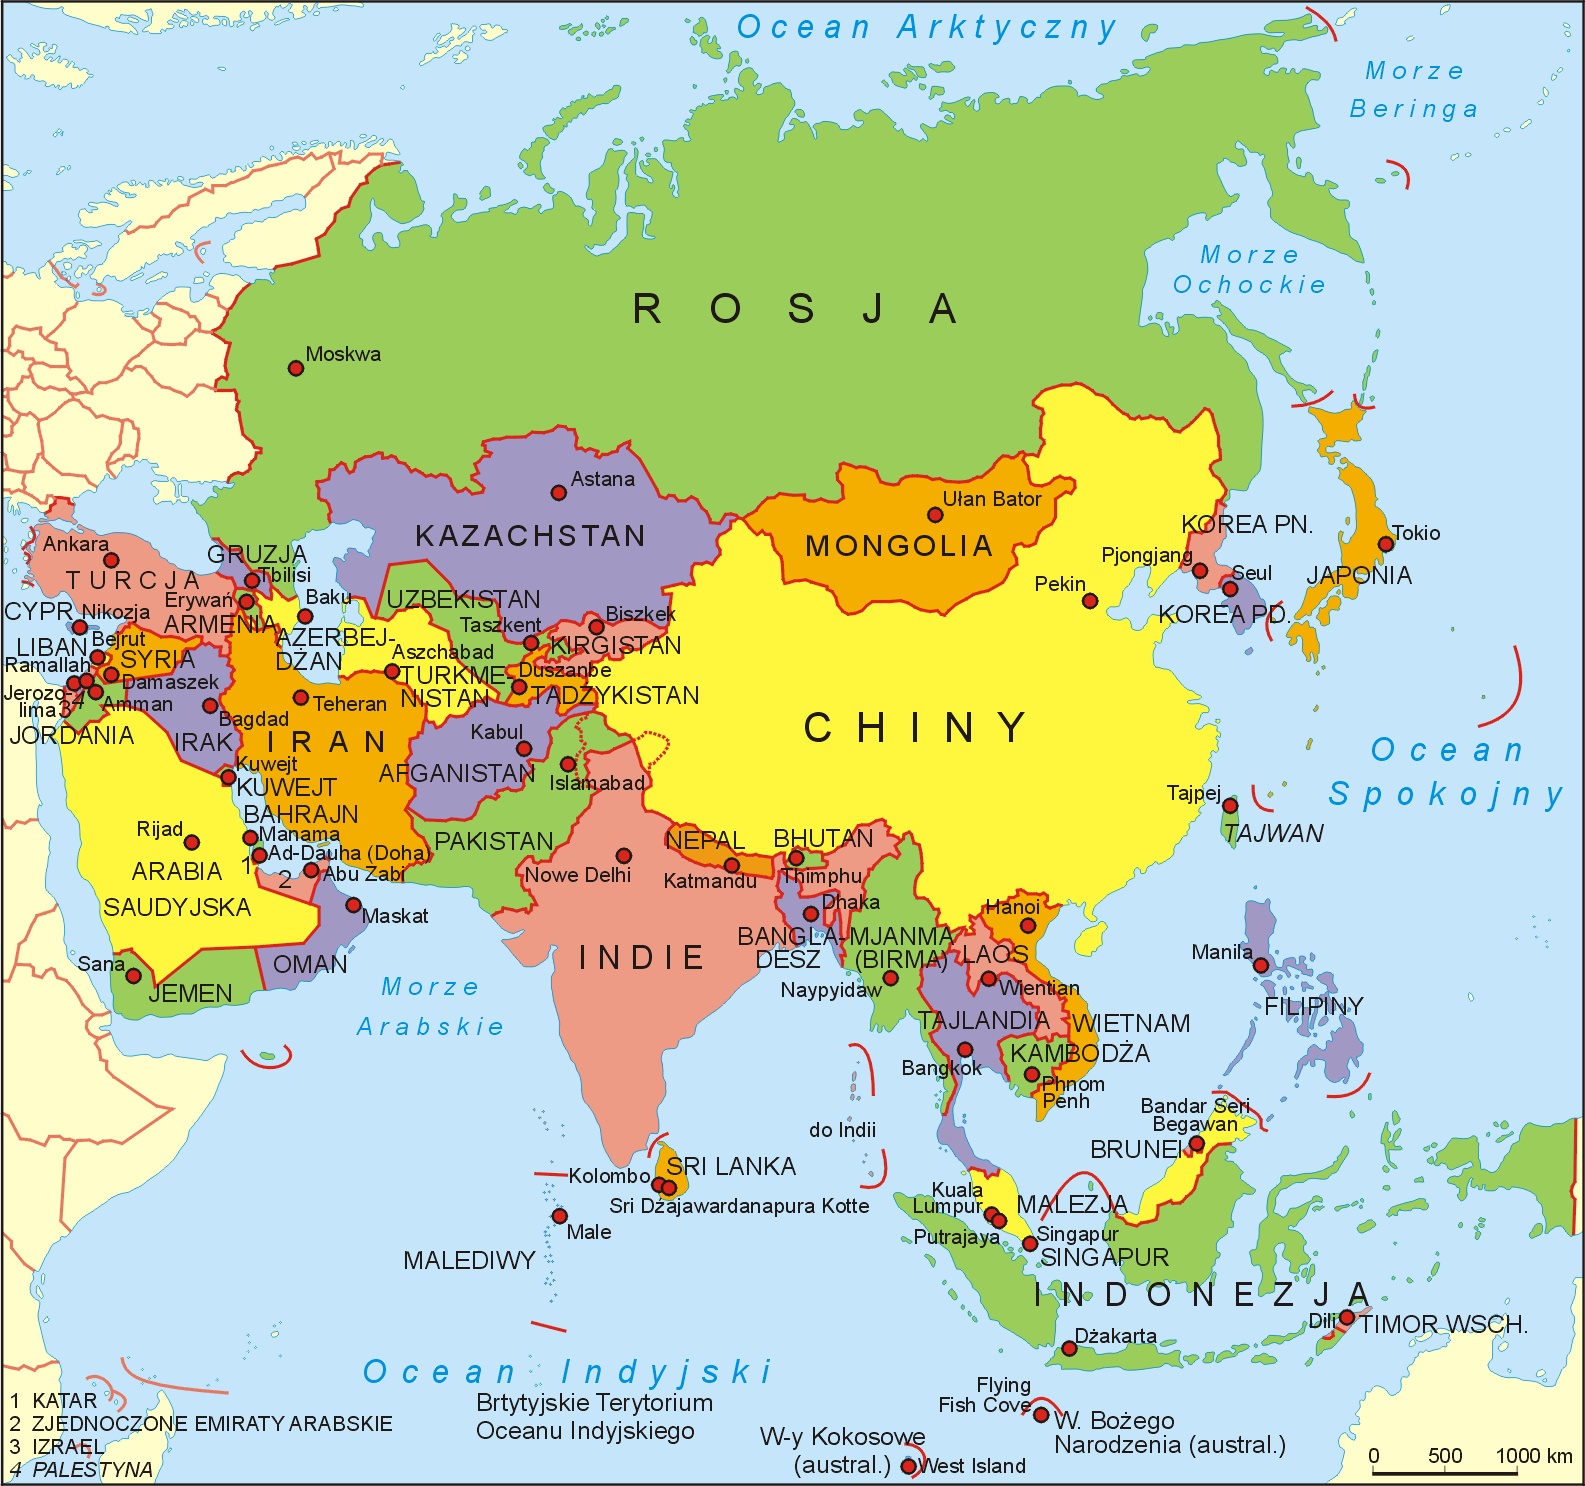 Ocean Arktyczny
Morze
Beringa
Morze
Ochockie
ROSJA
Moskwa
Astana
KAZACHSTAN
Ułan Bator
MONGOLIA
KOREA PN.
Pjongjang
Tokio
JAPONIA
Pekin
Seul
KOREA PD.
Ankara
TURCJA
GRUZJA
Tbilisi
Erywań
ARMENIA
Baku
AZERBEJ-
DŻAN
UZBEKISTAN
Taszkent
Biszkek
KIRGISTAN
CYPR
Nikozja
LIBAN
Bejrut
SYRIA
Ramallah
Damaszek
Jerozo-
lima
3
4
Amman
JORDANIA
Bagdad
IRAK
Teheran
IRAN
Aszchabad
TURKME-
NISTAN
Duszanbe
TADŻYKISTAN
Kabul
AFGANISTAN
Islamabad
PAKISTAN
CHINY
Ocean
Spokojny
Kuwejt
KUWEJT
BAHRAJN
Manama
1
Ad-Dauha (Doha)
2
Abu Zabi
Rijad
ARABIA
SAUDYJSKA
Maskat
OMAN
Sana
JEMEN
Morze
Arabskie
Nowe Delhi
INDIE
NEPAL
Katmandu
BHUTAN
Thimphu
Dhaka
BANGLA-
DESZ
MJANMA
(BIRMA)
Naypyidaw
Tajpej
TAJWAN
Hanoi
LAOS
Wientian
TAJLANDIA
Bangkok
WIETNAM
KAMBODŻA
Phnom
Penh
Manila
FILIPINY
do Indii
Bandar Seri
Begawan
BRUNEI
Kolombo
SRI LANKA
Sri Dżajawardanapura Kotte
Male
MALEDIWY
Kuala
Lumpur
Putrajaya
MALEZJA
Singapur
SINGAPUR
INDONEZJA
Dżakarta
Dili
TIMOR WSCH.
Ocean Indyjski
Brtytyjskie Terytorium
Oceanu Indyjskiego
Flying
Fish Cove
W. Bożego
Narodzenia (austral.)
W-y Kokosowe
(austral.)
West Island
1 KATAR
2 ZJEDNOCZONE EMIRATY ARABSKIE
3 IZRAEL
4 PALESTYNA
0 500 1000 km